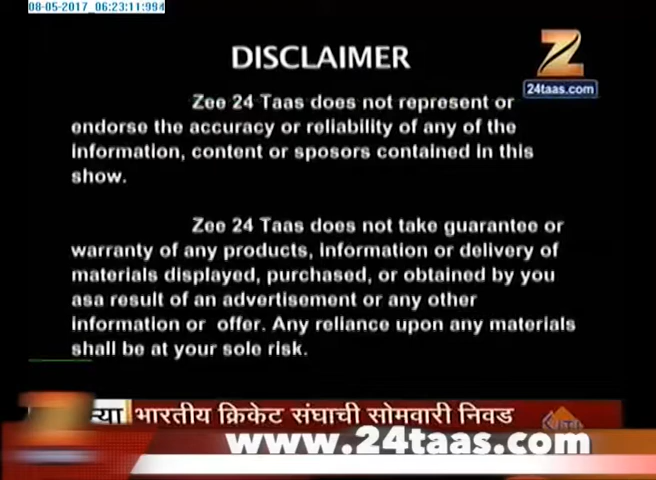 08-05-2017_06:23:11:994
DISCLAIMER
24taas.com
Zee 24 Taas does not represent or
endorse the accuracy or reliability of any of the
information, content or sposors contained in this
show.
Zee 24 Taas does not take guarantee or
warranty of any products, information or delivery of
materials displayed, purchased, or obtained by you
asa result of an advertisement or any other
information or offer. Any reliance upon any materials
shall be at your sole risk.
भारतीय क्रिकेट संघाची सोमवारी निवड
www.24taas.com